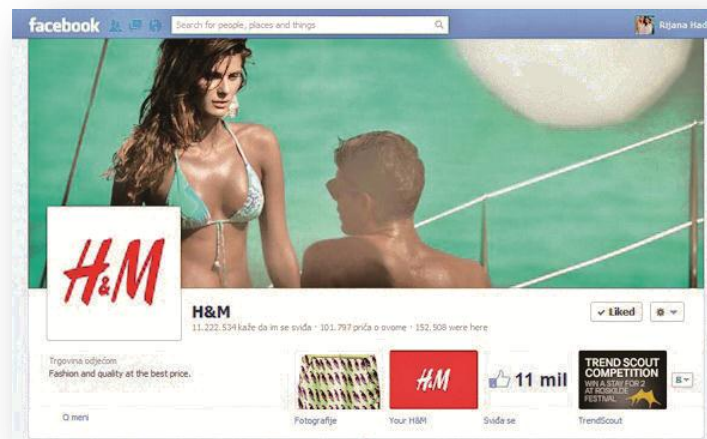 facebook
Search for people, places and things
Rijana Had
H&M
H&M
11.222.534 kaže da im se sviđa · 101.797 priča o ovome · 152.908 were here
Liked
Trgovina odjećom
Fashion and quality at the best price.
O meni
H&M
11 mil
TREND SCOUT
COMPETITION
WIN A STAY FOR 2
AT ROSKILDE
FESTIVAL
Fotografije
Your H&M
Sviđa se
TrendScout